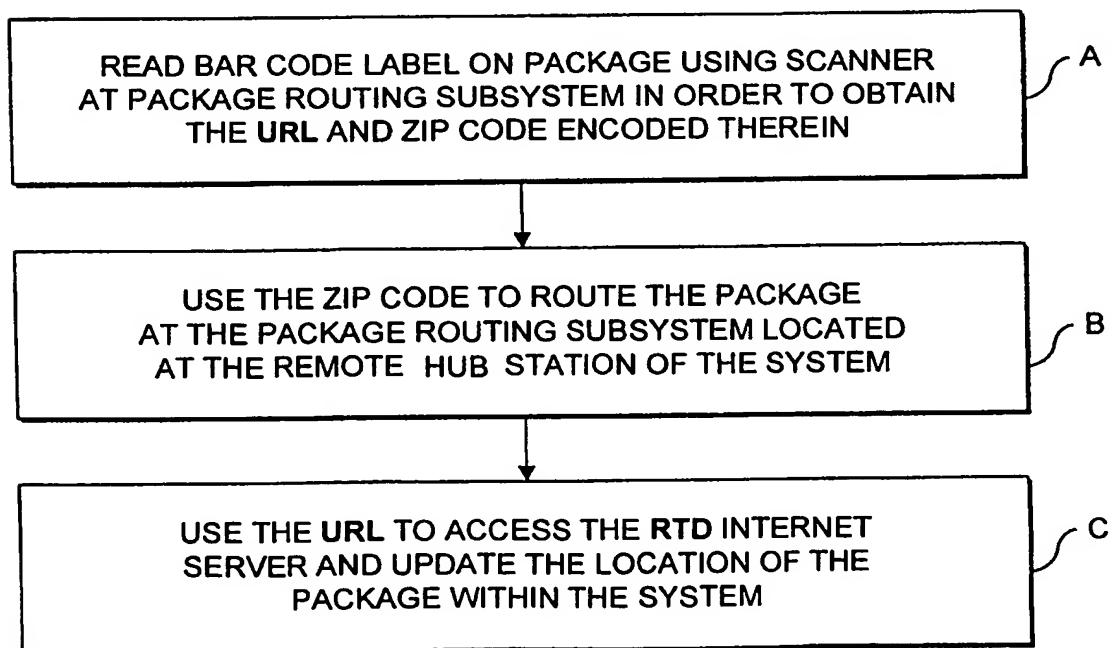 READ BAR CODE LABEL ON PACKAGE USING SCANNER
AT PACKAGE ROUTING SUBSYSTEM IN ORDER TO OBTAIN
THE URL AND ZIP CODE ENCODED THEREIN
A
USE THE ZIP CODE TO ROUTE THE PACKAGE
AT THE PACKAGE ROUTING SUBSYSTEM LOCATED
AT THE REMOTE HUB STATION OF THE SYSTEM
B
USE THE URL TO ACCESS THE RTD INTERNET
SERVER AND UPDATE THE LOCATION OF THE
PACKAGE WITHIN THE SYSTEM
C